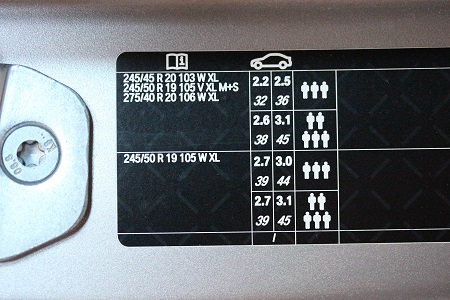 245/45 R 20 103 W XL
245/50 R 19 105 V XL M+S
275/40 R 20 106 W XL
2.2 2.5
32 36
2.6 3.1
38 45
245/50 R 19 105 W XL
2.7 3.0
39 44
2.7 3.1
39 45
/